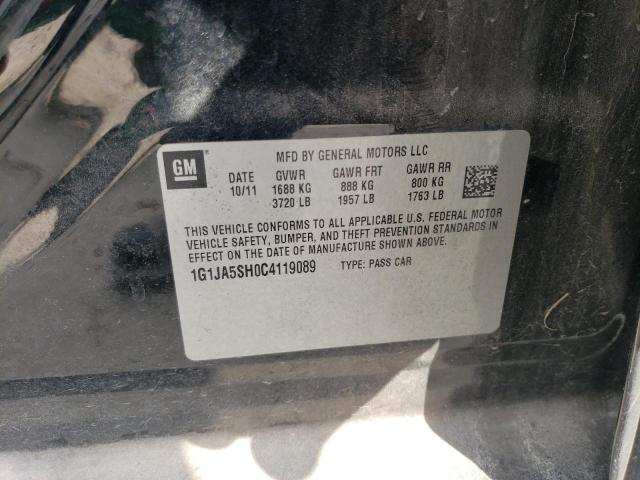 GM
MFD BY GENERAL MOTORS LLC
DATE GVWR GAWR FRT GAWR RR
10/11 1688 KG 888 KG 800 KG
3720 LB 1957 LB 1763 LB
THIS VEHICLE CONFORMS TO ALL APPLICABLE U.S. FEDERAL MOTOR
VEHICLE SAFETY, BUMPER, AND THEFT PREVENTION STANDARDS IN
EFFECT ON THE DATE OF MANUFACTURE SHOWN ABOVE.
1G1JA5SH0C4119089 TYPE: PASS CAR